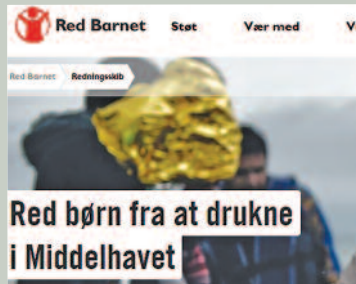 Red Barnet Støt Vær med V
Red Barnet Redningsskib
Red børn fra at drukne
i Middelhavet